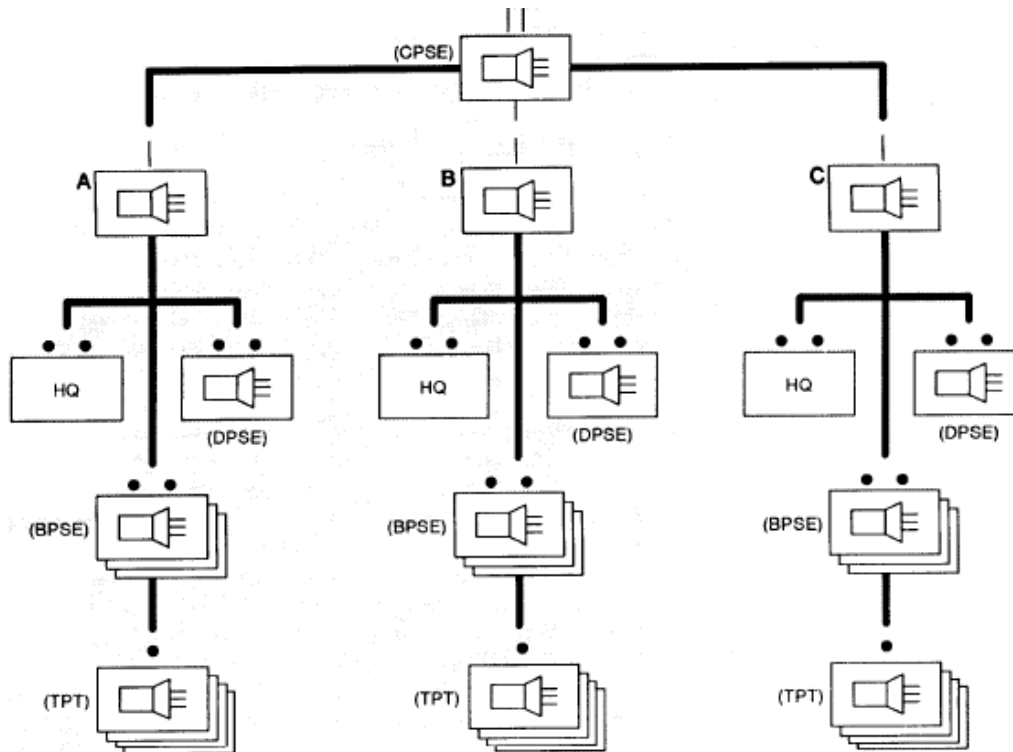 (CPSE)
A
B
C
HQ
HQ
HQ
(DPSE)
(DPSE)
(DPSE)
(BPSE)
(BPSE)
(BPSE)
(TPT)
(TPT)
(TPT)